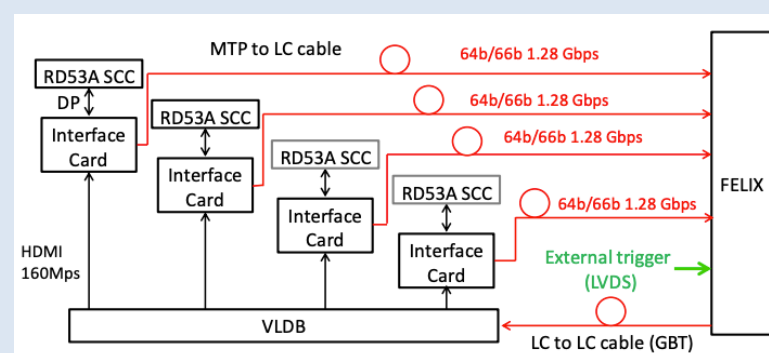 MTP to LC cable
64b/66b 1.28 Gbps
RD53A SCC
DP
64b/66b 1.28 Gbps
RD53A SCC
Interface
Card
64b/66b 1.28 Gbps
RD53A SCC
Interface
Card
FELIX
RD53A SCC
64b/66b 1.28 Gbps
Interface
Card
HDMI
160Mps
Interface
Card
External trigger
(LVDS)
VLDB
LC to LC cable (GBT)